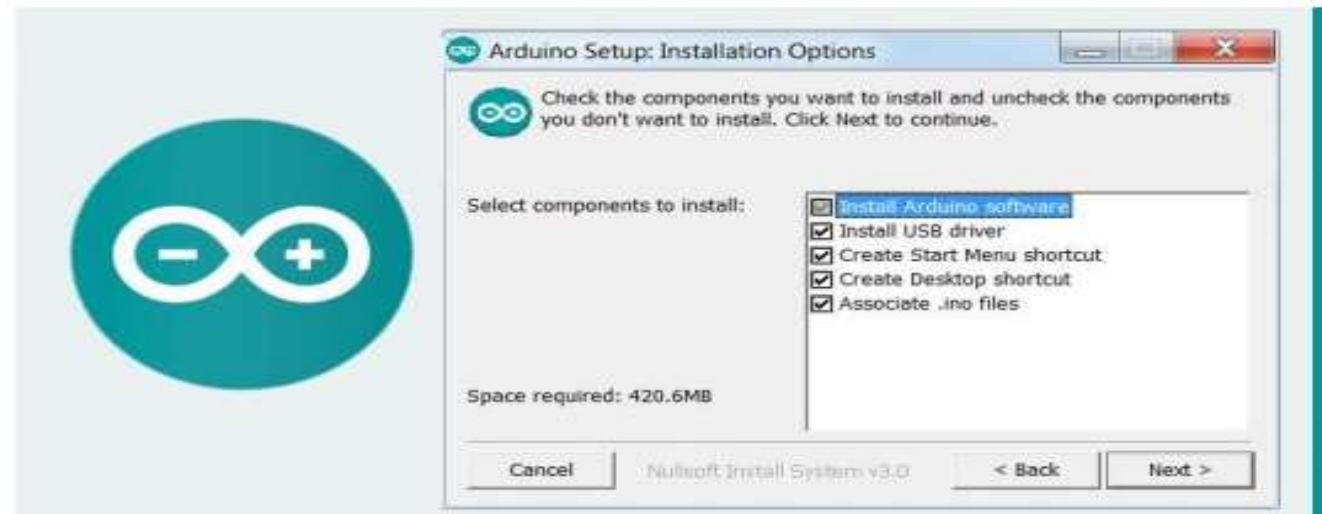 Arduino Setup: Installation Options
Check the components you want to install and uncheck the components
you don't want to install. Click Next to continue.
Select components to install:
Install Arduino software
Install USB driver
Create Start Menu shortcut
Create Desktop shortcut
Associate .ino files
Space required: 420.6MB
Cancel
Nullsoft Install System v3.0
< Back
Next >